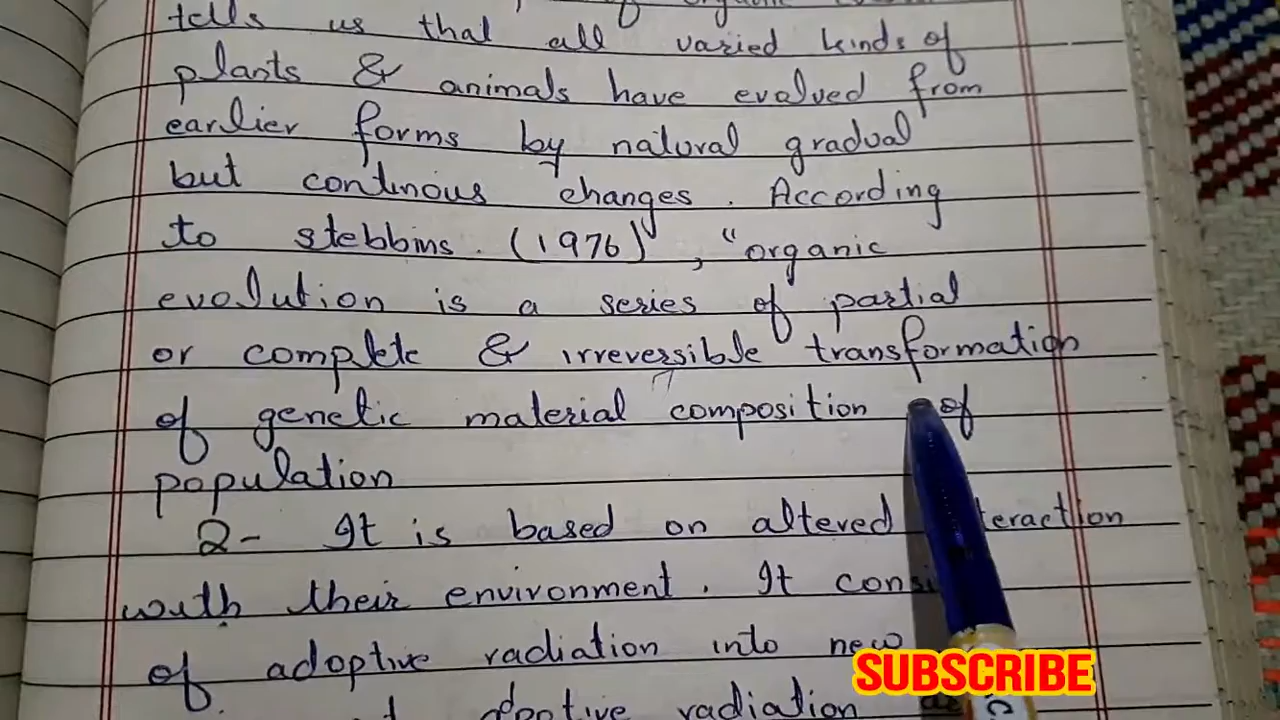 tells us that all varied kinds of
plants & animals have evolved from
earlier forms by natural gradual
but continous changes. According
to stebbins. (1976), "organic
evolution is a series of partial
or complete & irreversible transformation
of genetic material composition of
population
2- It is based on altered teraction
with their environment. It cons
of adoptive radiation into new
adoptive radiation
SUBSCRIBE